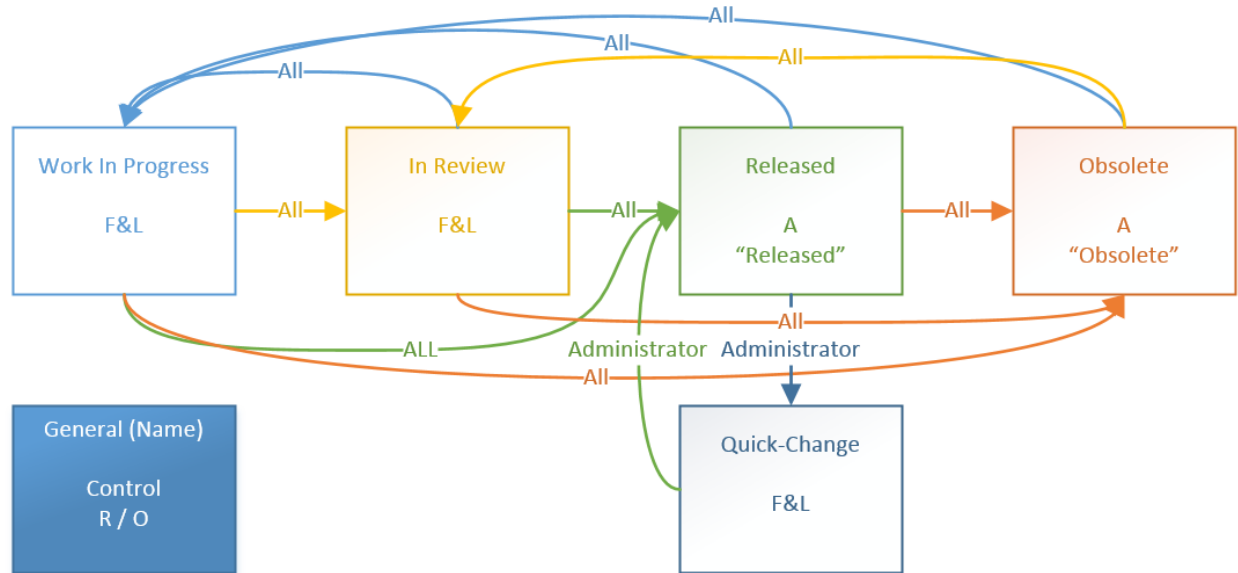 All
All
All
All
Work In Progress
F&L
All
In Review
F&L
All
Released
A
“Released”
All
Obsolete
A
“Obsolete”
All
ALL
Administrator
Administrator
All
General (Name)
Control
R / O
Quick-Change
F&L